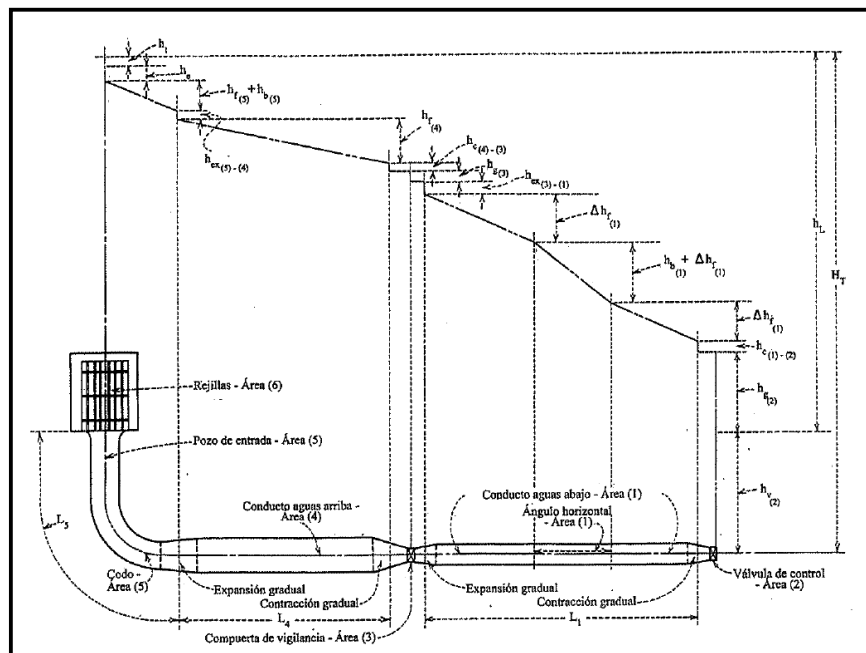 h_t
h_e
h_f(5) + h_b(5)
h_f(4)
h_ex(5)-(4)
h_c(4)-(3)
h_g(3)
h_ex(3)-(1)
Δ h_f(1)
h_L
H_T
h_b(1) + Δ h_f(1)
Δ h_f(1)
h_c(1)-(2)
h_g(2)
h_v(2)
Rejillas - Área (6)
Pozo de entrada - Área (5)
Conducto aguas arriba -
Área (4)
Conducto aguas abajo - Área (1)
Ángulo horizontal
- Área (1)
L_5
Codo -
Área (5)
Expansión gradual
Contracción gradual
Expansión gradual
Contracción gradual
Válvula de control
- Área (2)
L_4
L_1
Compuerta de vigilancia - Área (3)